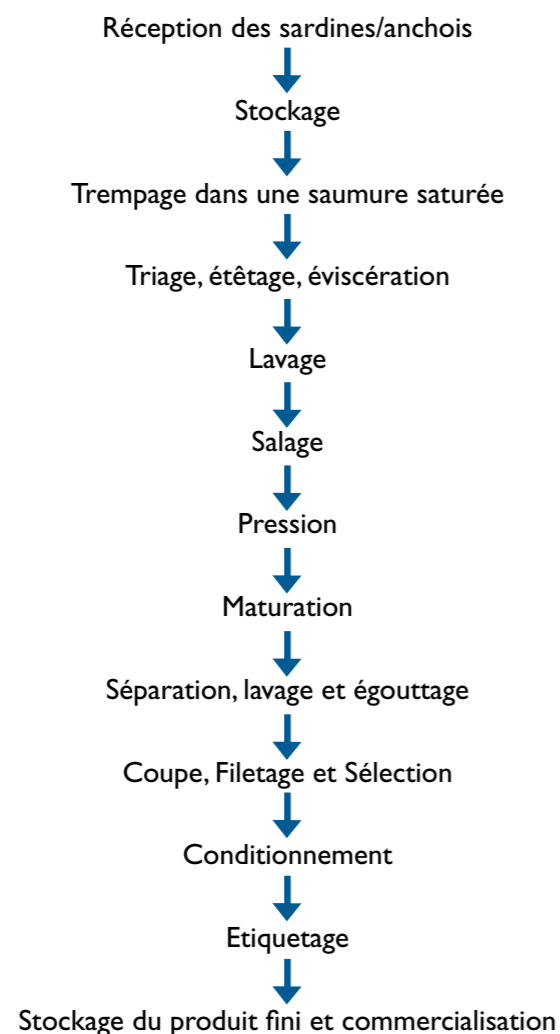 Réception des sardines/anchois
Stockage
Trempage dans une saumure saturée
Triage, étêtage, éviscération
Lavage
Salage
Pression
Maturation
Séparation, lavage et égouttage
Coupe, Filetage et Sélection
Conditionnement
Etiquetage
Stockage du produit fini et commercialisation